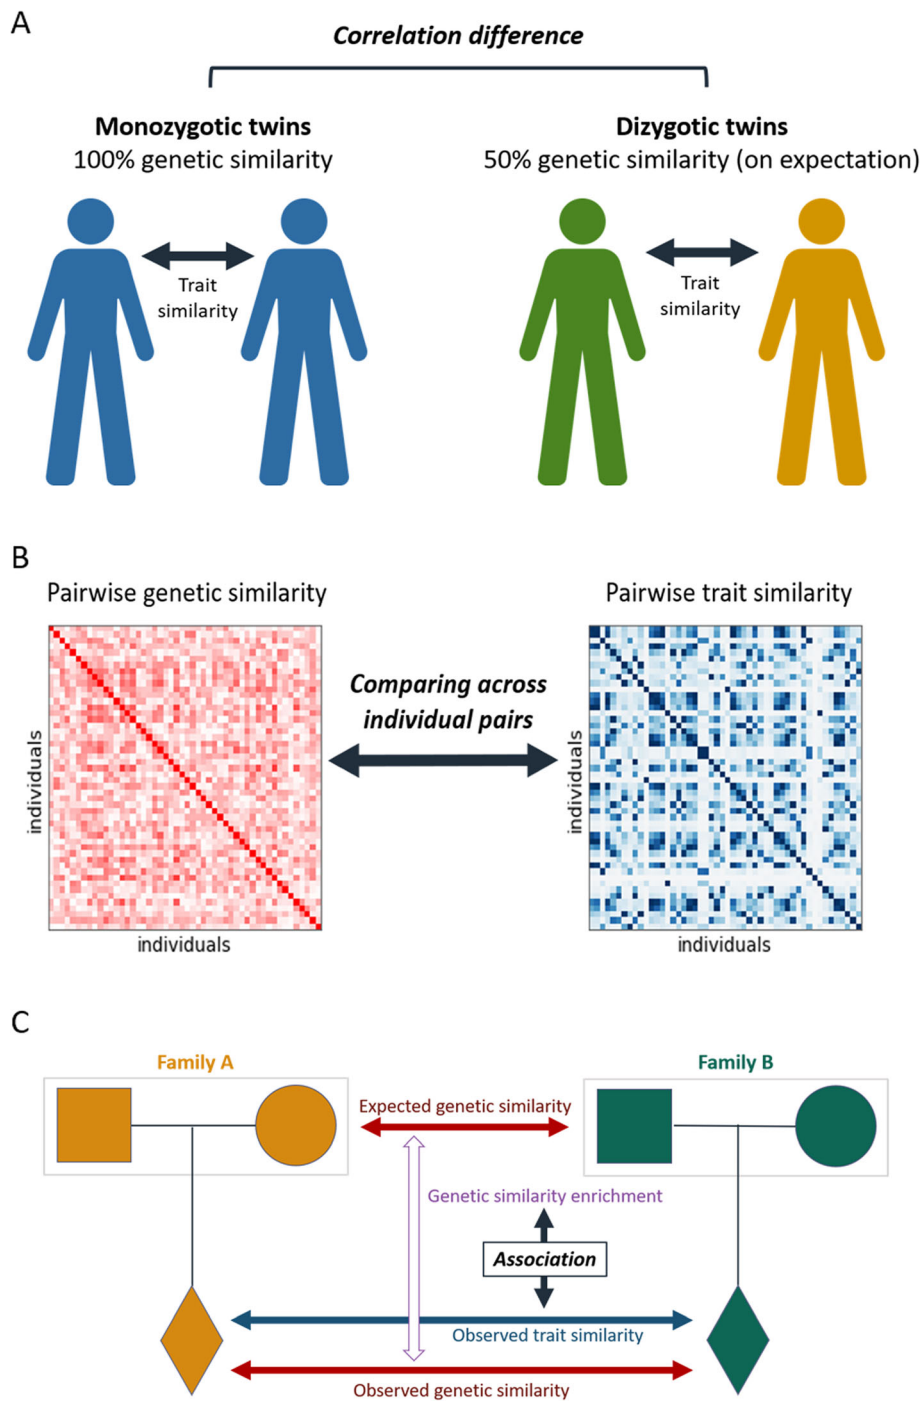 A
Correlation difference
Monozygotic twins
100% genetic similarity
Dizygotic twins
50% genetic similarity (on expectation)
Trait
similarity
Trait
similarity
B
Pairwise genetic similarity
Pairwise trait similarity
individuals
individuals
Comparing across
individual pairs
individuals
individuals
C
Family A
Family B
Expected genetic similarity
Genetic similarity enrichment
Association
Observed trait similarity
Observed genetic similarity